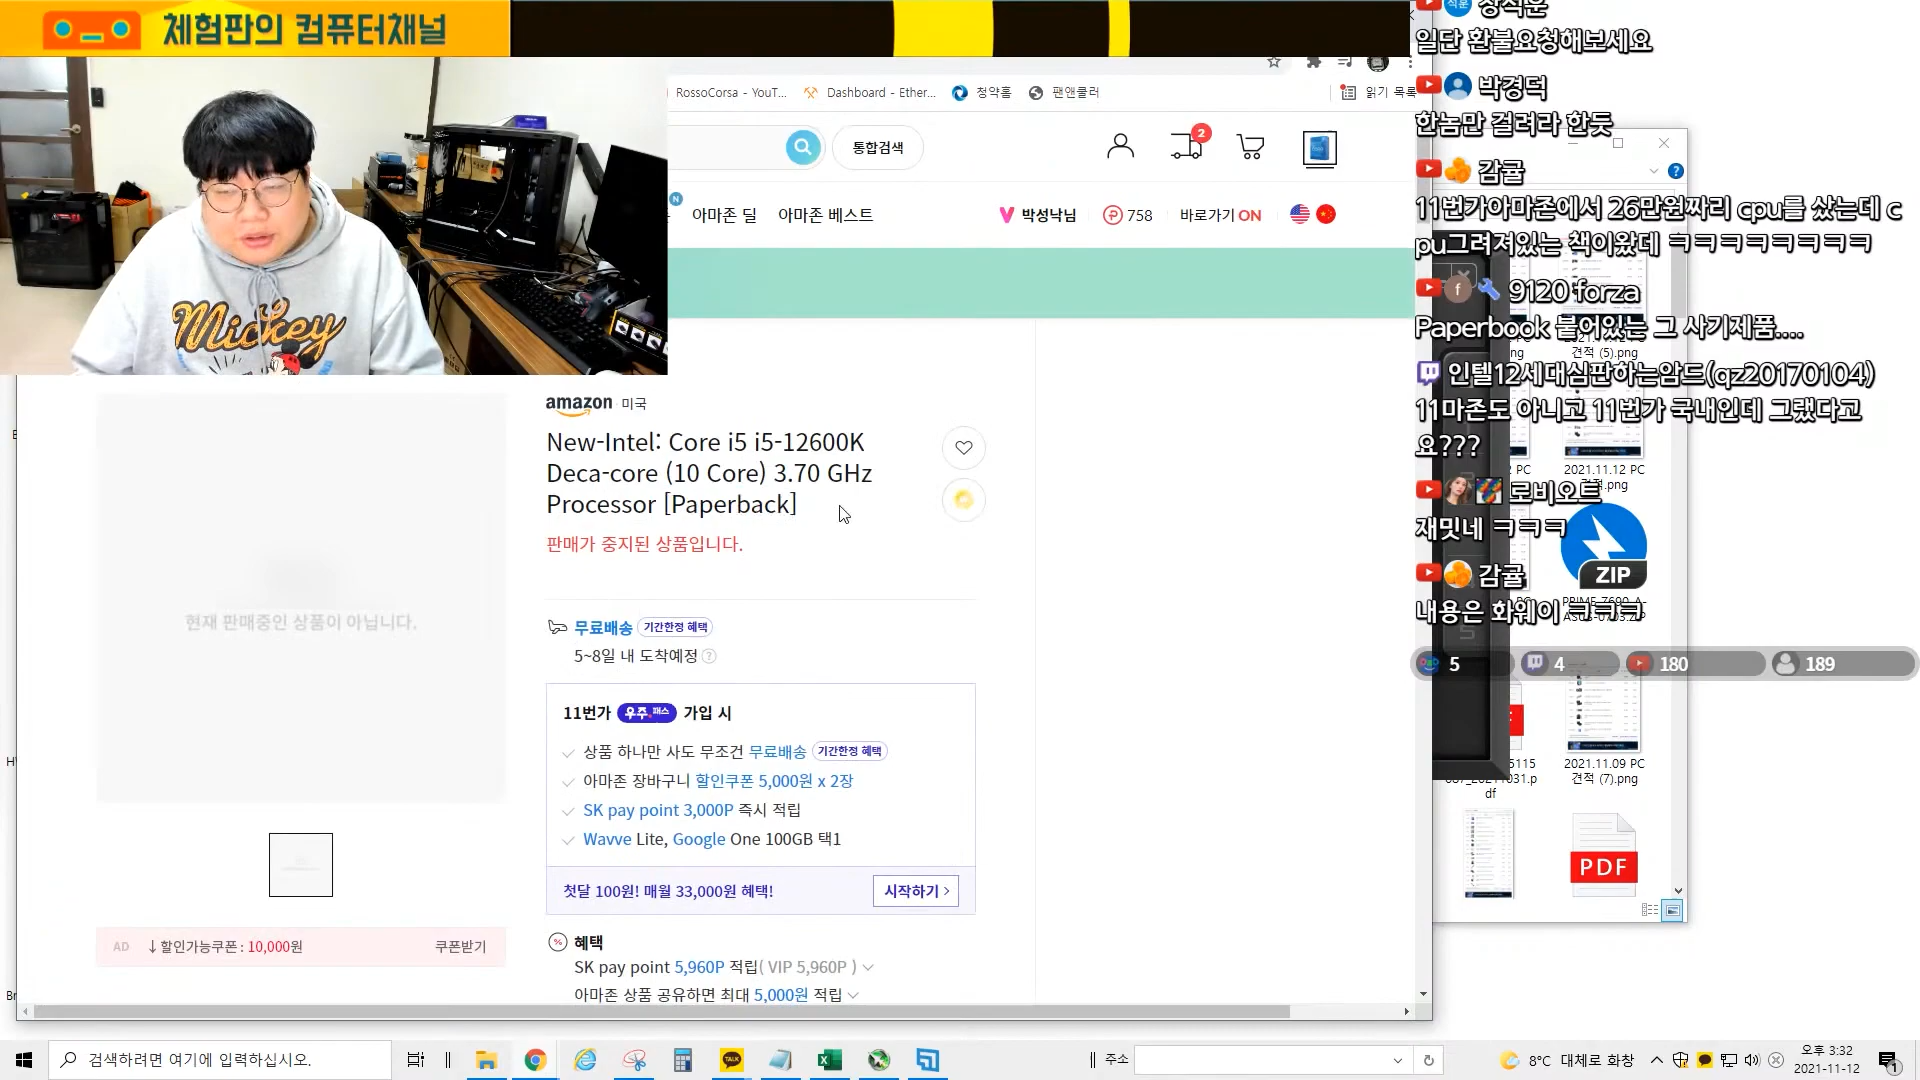 체험판의 컴퓨터채널
RossoCorsa - YouT...
Dashboard - Ether...
청약홈
팬앤쿨러
읽기 목록
통합검색
2
N
아마존 딜
아마존 베스트
박성낙님
758
바로가기 ON
Mickey
amazon 미국
New-Intel: Core i5 i5-12600K
Deca-core (10 Core) 3.70 GHz
Processor [Paperback]
판매가 중지된 상품입니다.
현재 판매중인 상품이 아닙니다.
무료배송 기간한정 혜택
5~8일 내 도착예정
11번가 우주패스 가입 시
상품 하나만 사도 무조건 무료배송 기간한정 혜택
아마존 장바구니 할인쿠폰 5,000원 x 2장
SK pay point 3,000P 즉시 적립
Wavve Lite, Google One 100GB 택1
첫달 100원! 매월 33,000원 혜택!
시작하기
AD ↓할인가능쿠폰 : 10,000원
쿠폰받기
혜택
SK pay point 5,960P 적립( VIP 5,960P )
아마존 상품 공유하면 최대 5,000원 적립
장석훈
일단 환불요청해보세요
박경덕
한놈만 걸려라 한듯
감귤
11번가아마존에서 26만원짜리 cpu를 샀는데 c
pu그려져있는 책이왔데 ㅋㅋㅋㅋㅋㅋㅋㅋ
f
9120 forza
Paperbook 붙어있는 그 사기제품....
인텔12세대심판하는암드(qz20170104)
11마존도 아니고 11번가 국내인데 그랬다고
요???
로비오트
재밋네 ㅋㅋㅋ
감귤
내용은 화웨이 ㅋㅋㅋ
5
4
180
189
견적 (5).png
2021.11.12 PC
ZIP
2021.11.09 PC
견적 (7).png
df
PDF
검색하려면 여기에 입력하십시오.
TALK
주소
8°C 대체로 화창
오후 3:32
2021-11-12
1